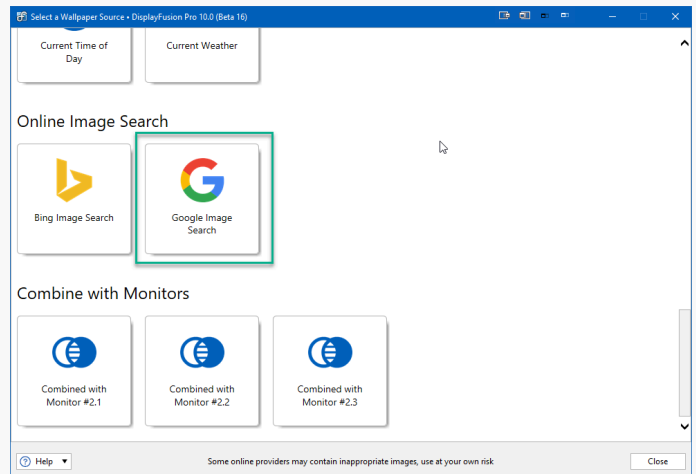 Select a Wallpaper Source • DisplayFusion Pro 10.0 (Beta 16)
Current Time of
Day
Current Weather
Online Image Search
Bing Image Search
Google Image
Search
Combine with Monitors
Combined with
Monitor #2.1
Combined with
Monitor #2.2
Combined with
Monitor #2.3
Help
Some online providers may contain inappropriate images, use at your own risk
Close